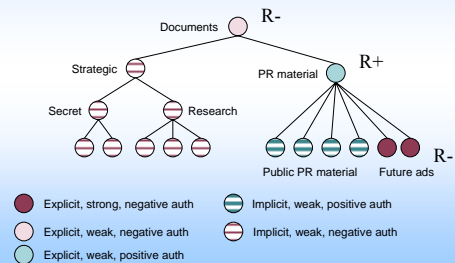 Documents R-
Strategic
PR material R+
Secret Research
R-
Public PR material Future ads
Explicit, strong, negative auth Implicit, weak, positive auth
Explicit, weak, negative auth Implicit, weak, negative auth
Explicit, weak, positive auth